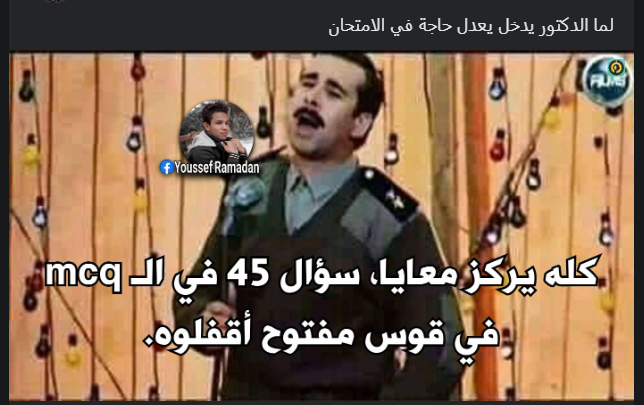 لما الدكتور يدخل يعدل حاجة في الامتحان
FILMS
Youssef Ramadan
كله يركز معايا، سؤال 45 في الـ mcq
في قوس مفتوح أقفلوه.